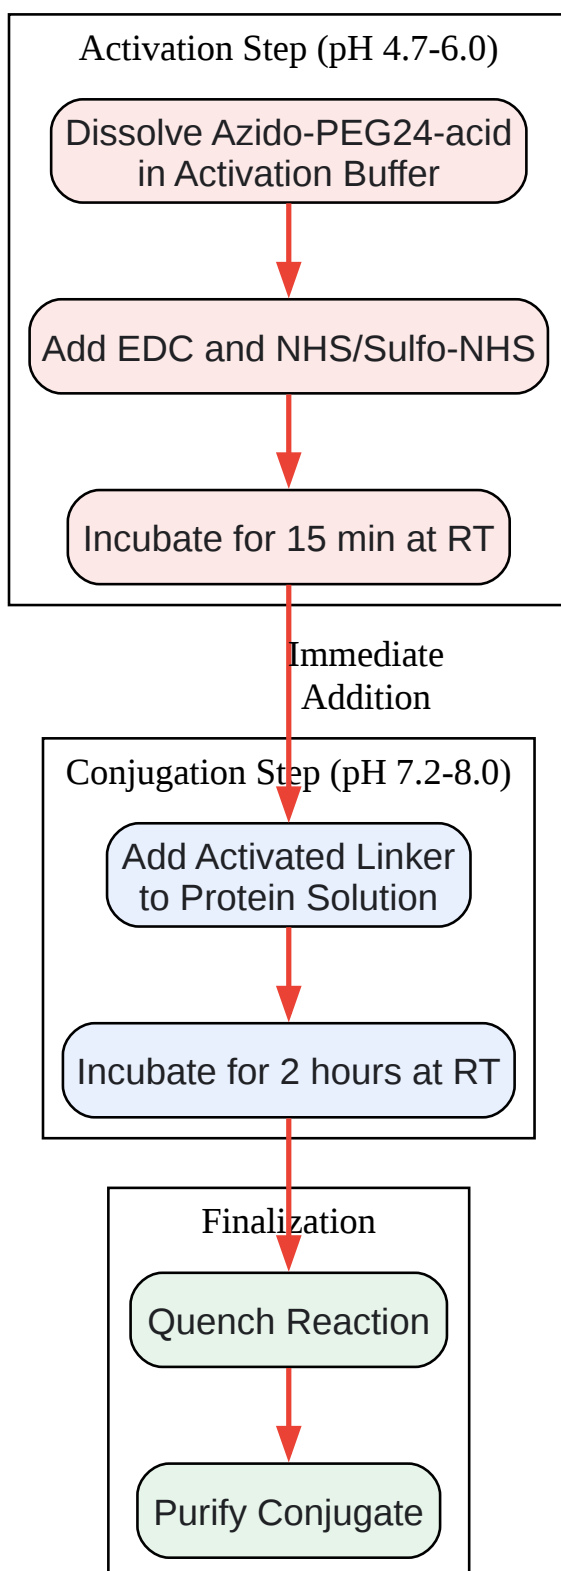 Activation Step (pH 4.7-6.0)
Dissolve Azido-PEG24-acid
in Activation Buffer
Add EDC and NHS/Sulfo-NHS
Incubate for 15 min at RT
Immediate
Addition
Conjugation Step (pH 7.2-8.0)
Add Activated Linker
to Protein Solution
Incubate for 2 hours at RT
Finalization
Quench Reaction
Purify Conjugate